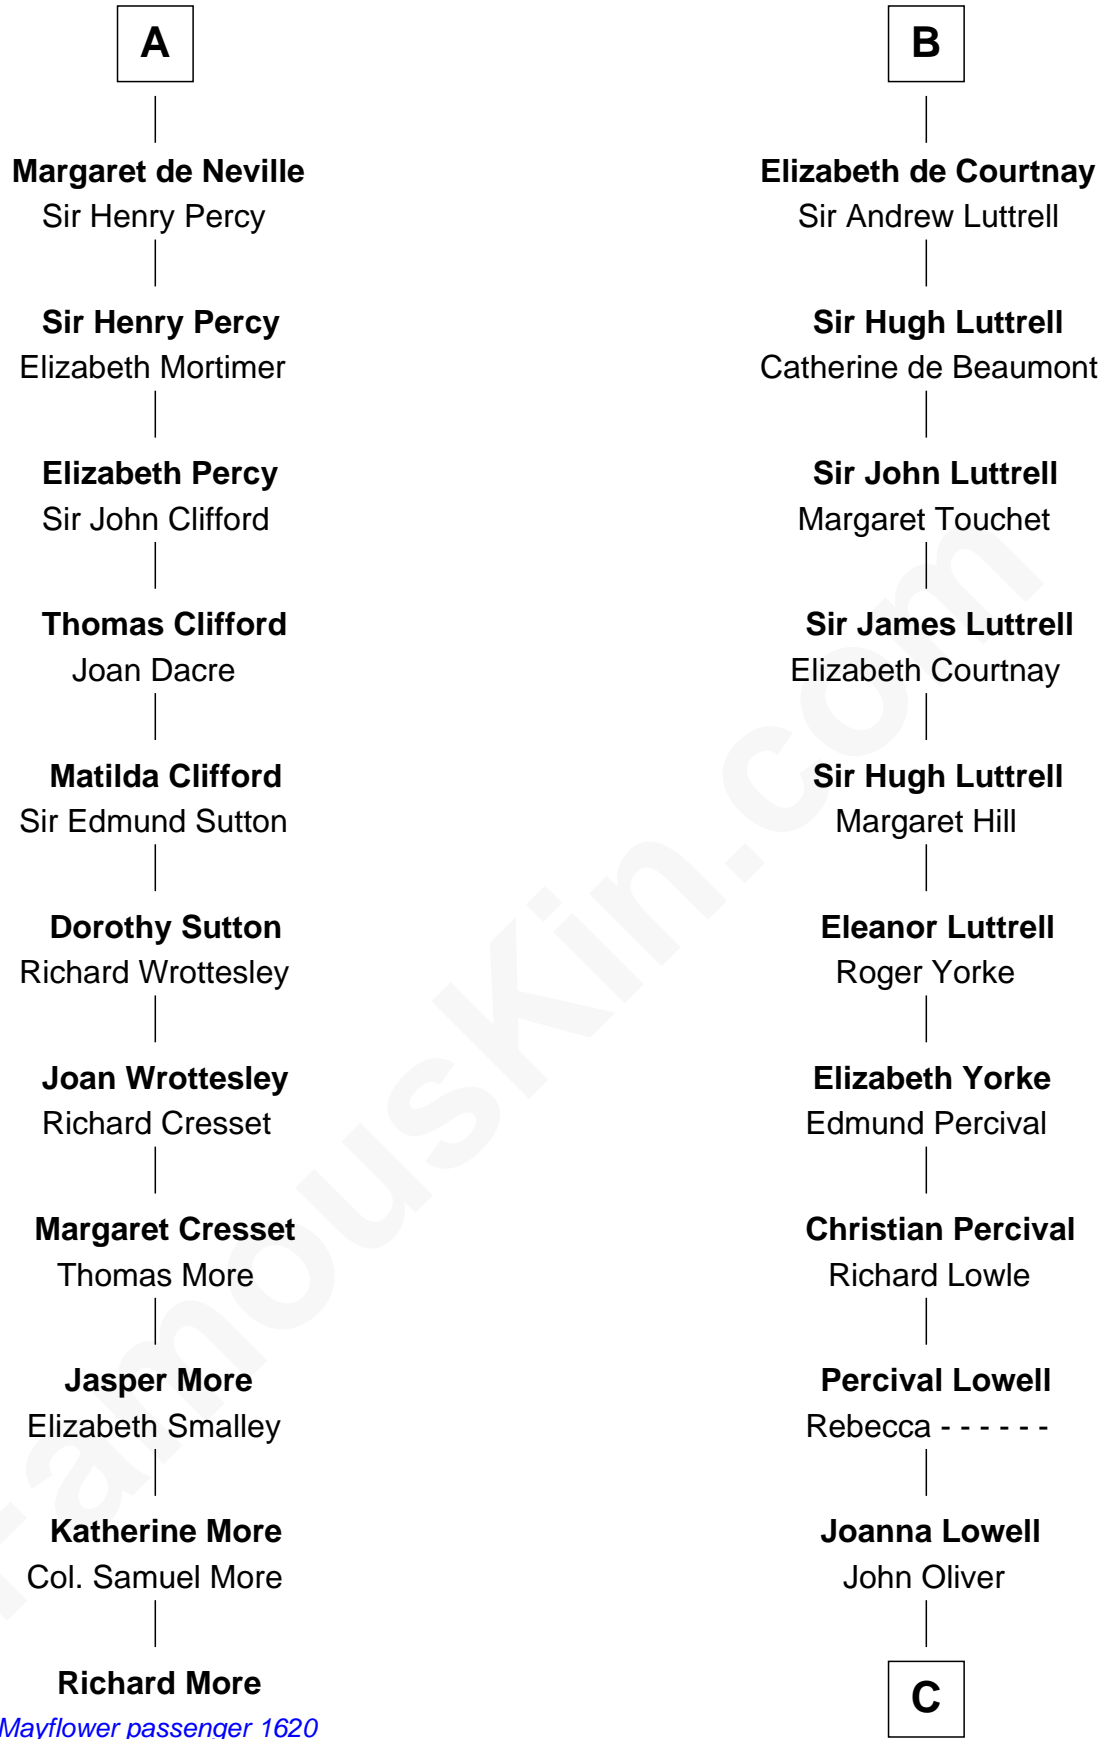 A
Margaret de Neville
Sir Henry Percy
Sir Henry Percy
Elizabeth Mortimer
Elizabeth Percy
Sir John Clifford
Thomas Clifford
Joan Dacre
Matilda Clifford
Sir Edmund Sutton
Dorothy Sutton
Richard Wrottesley
Joan Wrottesley
Richard Cresset
Margaret Cresset
Thomas More
Jasper More
Elizabeth Smalley
Katherine More
Col. Samuel More
Richard More
Mayflower passenger 1620
B
Elizabeth de Courtnay
Sir Andrew Luttrell
Sir Hugh Luttrell
Catherine de Beaumont
Sir John Luttrell
Margaret Touchet
Sir James Luttrell
Elizabeth Courtnay
Sir Hugh Luttrell
Margaret Hill
Eleanor Luttrell
Roger Yorke
Elizabeth Yorke
Edmund Percival
Christian Percival
Richard Lowle
Percival Lowell
Rebecca - - - - - -
Joanna Lowell
John Oliver
C
FamousKin.com